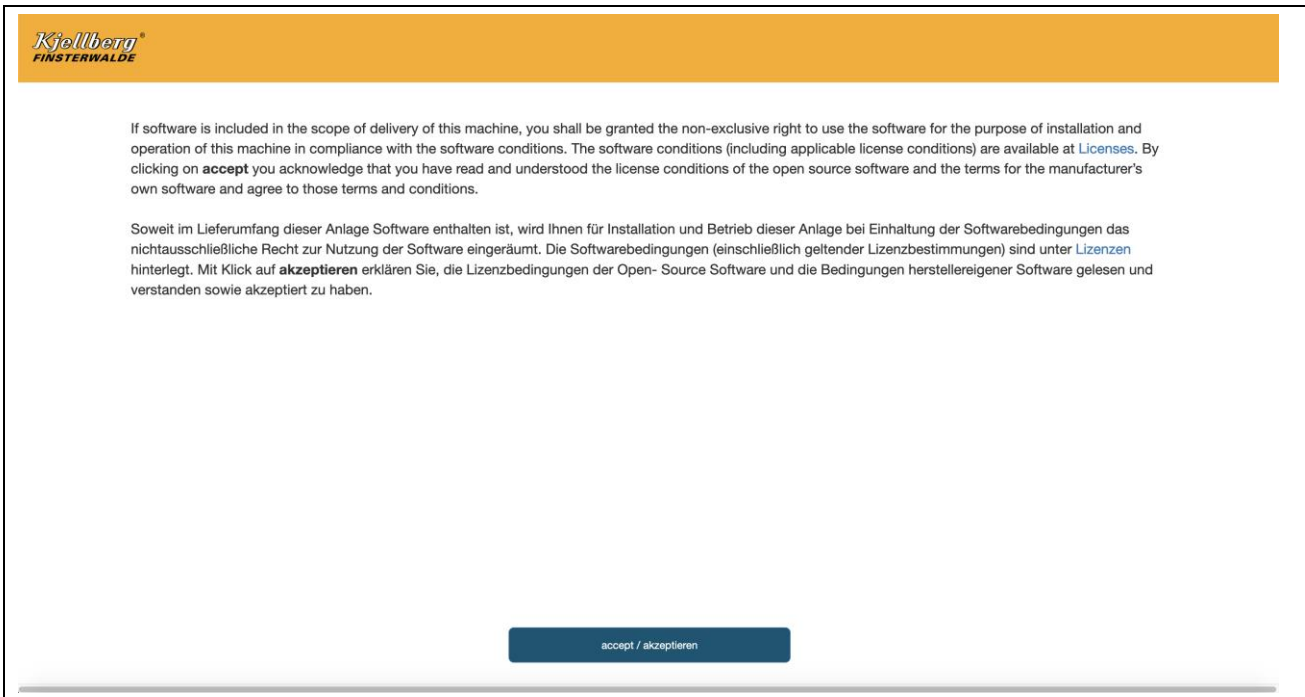 Kjellberg®
FINSTERWALDE
If software is included in the scope of delivery of this machine, you shall be granted the non-exclusive right to use the software for the purpose of installation and
operation of this machine in compliance with the software conditions. The software conditions (including applicable license conditions) are available at Licenses. By
clicking on accept you acknowledge that you have read and understood the license conditions of the open source software and the terms for the manufacturer's
own software and agree to those terms and conditions.
Soweit im Lieferumfang dieser Anlage Software enthalten ist, wird Ihnen für Installation und Betrieb dieser Anlage bei Einhaltung der Softwarebedingungen das
nichtausschließliche Recht zur Nutzung der Software eingeräumt. Die Softwarebedingungen (einschließlich geltender Lizenzbestimmungen) sind unter Lizenzen
hinterlegt. Mit Klick auf akzeptieren erklären Sie, die Lizenzbedingungen der Open- Source Software und die Bedingungen herstellereigener Software gelesen und
verstanden sowie akzeptiert zu haben.
accept / akzeptieren